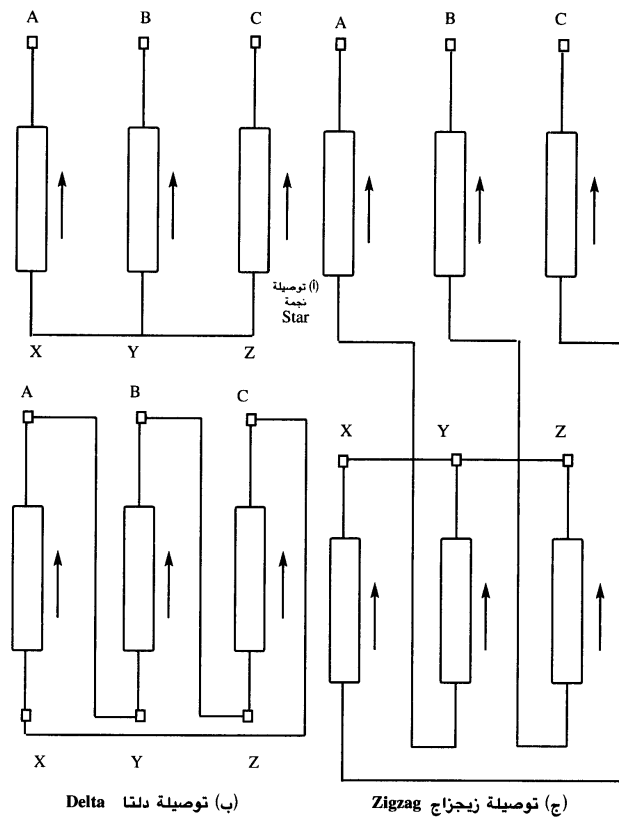 A B C
A B C
(أ) توصيلة
نجمة
Star
X Y Z
A B C
X Y Z
X Y Z
(ب) توصيلة دلتا Delta
(ج) توصيلة زيجزاج Zigzag